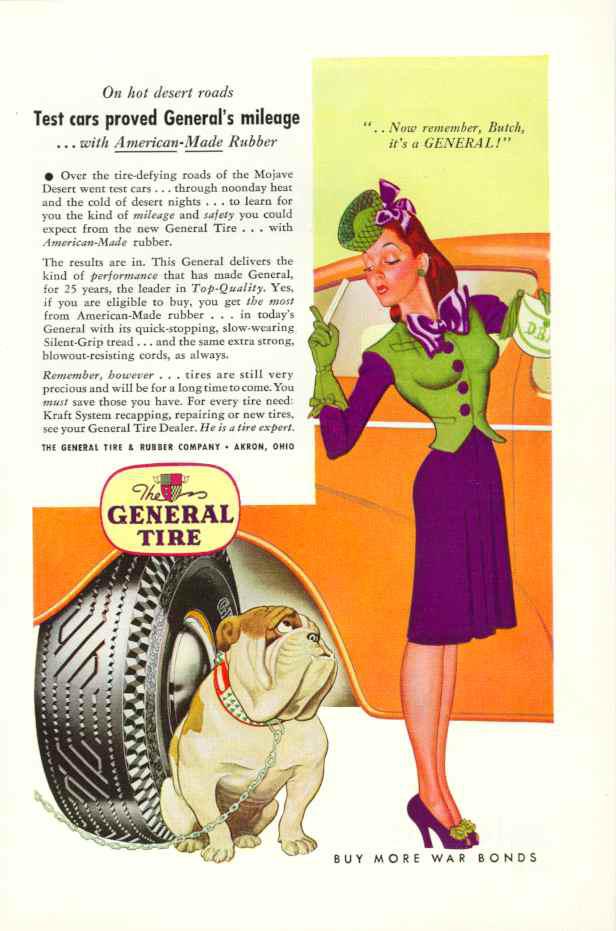 On hot desert roads
Test cars proved General's mileage
... with American-Made Rubber
● Over the tire-defying roads of the Mojave
Desert went test cars . . . through noonday heat
and the cold of desert nights . . . to learn for
you the kind of mileage and safety you could
expect from the new General Tire . . . with
American-Made rubber.
The results are in. This General delivers the
kind of performance that has made General,
for 25 years, the leader in Top-Quality. Yes,
if you are eligible to buy, you get the most
from American-Made rubber . . . in today's
General with its quick-stopping, slow-wearing
Silent-Grip tread . . . and the same extra strong,
blowout-resisting cords, as always.
Remember, however . . . tires are still very
precious and will be for a long time to come. You
must save those you have. For every tire need:
Kraft System recapping, repairing or new tires,
see your General Tire Dealer. He is a tire expert.
THE GENERAL TIRE & RUBBER COMPANY • AKRON, OHIO
". . Now remember, Butch,
it's a GENERAL!"
The
GENERAL
TIRE
BUY MORE WAR BONDS